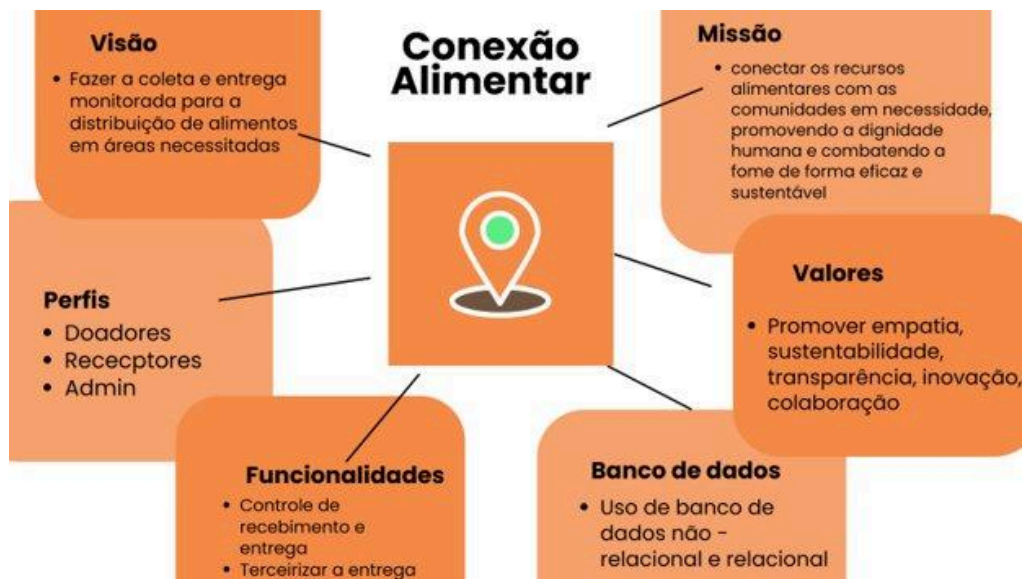 Conexão
Alimentar
Visão
• Fazer a coleta e entrega
monitorada para a
distribuição de alimentos
em áreas necessitadas
Missão
• conectar os recursos
alimentares com as
comunidades em necessidade,
promovendo a dignidade
humana e combatendo a
fome de forma eficaz e
sustentável
Perfis
• Doadores
• Rececptores
• Admin
Valores
• Promover empatia,
sustentabilidade,
transparência, inovação,
colaboração
Funcionalidades
• Controle de
recebimento e
entrega
• Terceirizar a entrega
Banco de dados
• Uso de banco de
dados não -
relacional e relacional